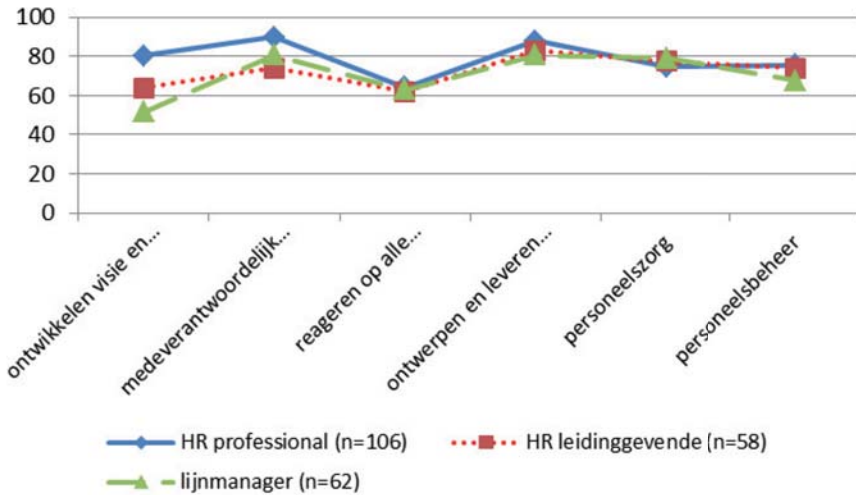 100
80
60
40
20
0
ontwikkelen visie en...
medeverantwoordelijk...
reageren op alle...
ontwerpen en leveren...
personeelszorg
personeelsbeheer
HR professional (n=106)
HR leidinggevende (n=58)
lijnmanager (n=62)